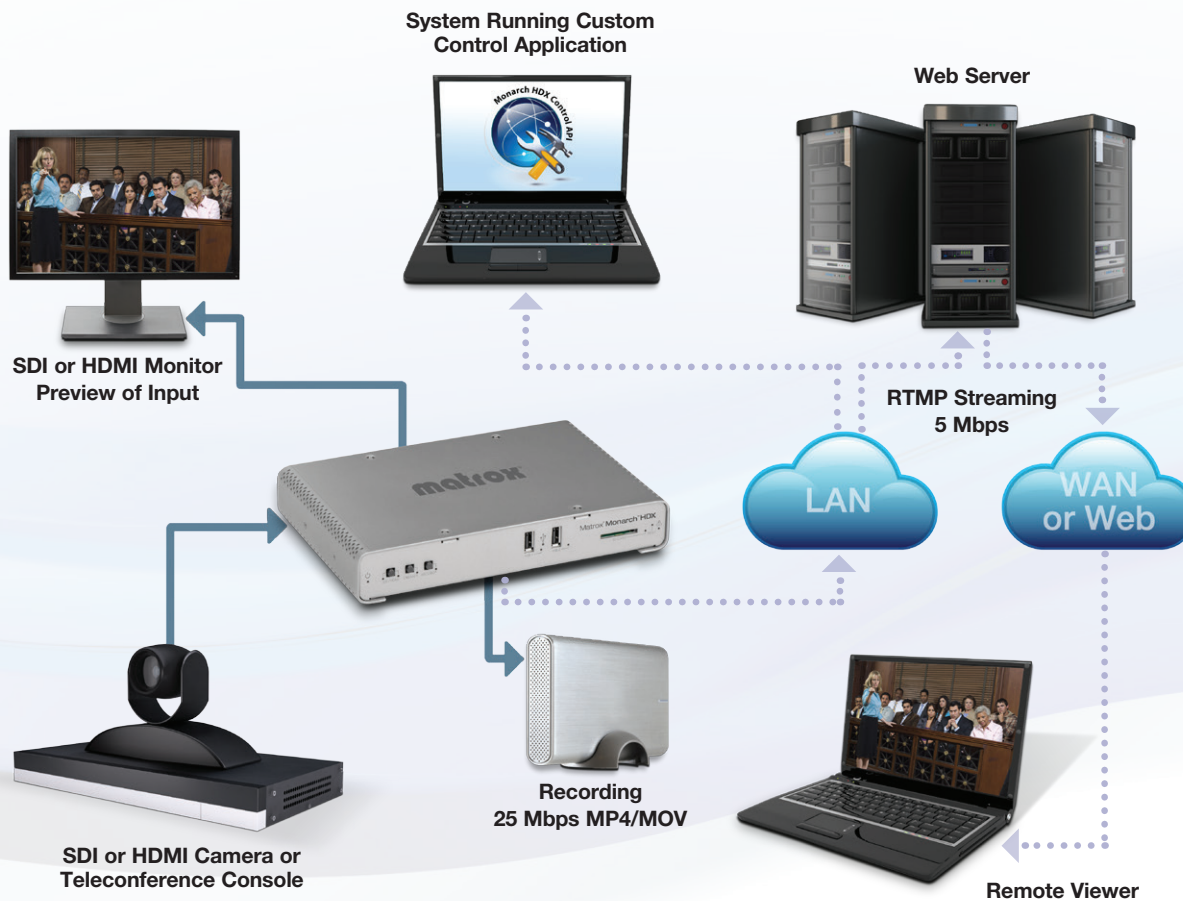 System Running Custom
Control Application
Monarch HDX Control API
Web Server
SDI or HDMI Monitor
Preview of Input
RTMP Streaming
5 Mbps
LAN
WAN
or Web
matrox
Matrox Monarch HDX
Recording
25 Mbps MP4/MOV
SDI or HDMI Camera or
Teleconference Console
Remote Viewer